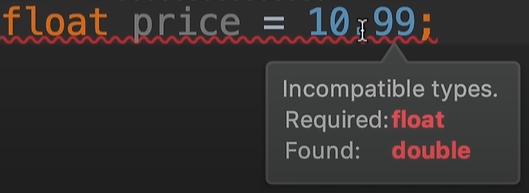 float price = 10.99;
Incompatible types.
Required: float
Found: double